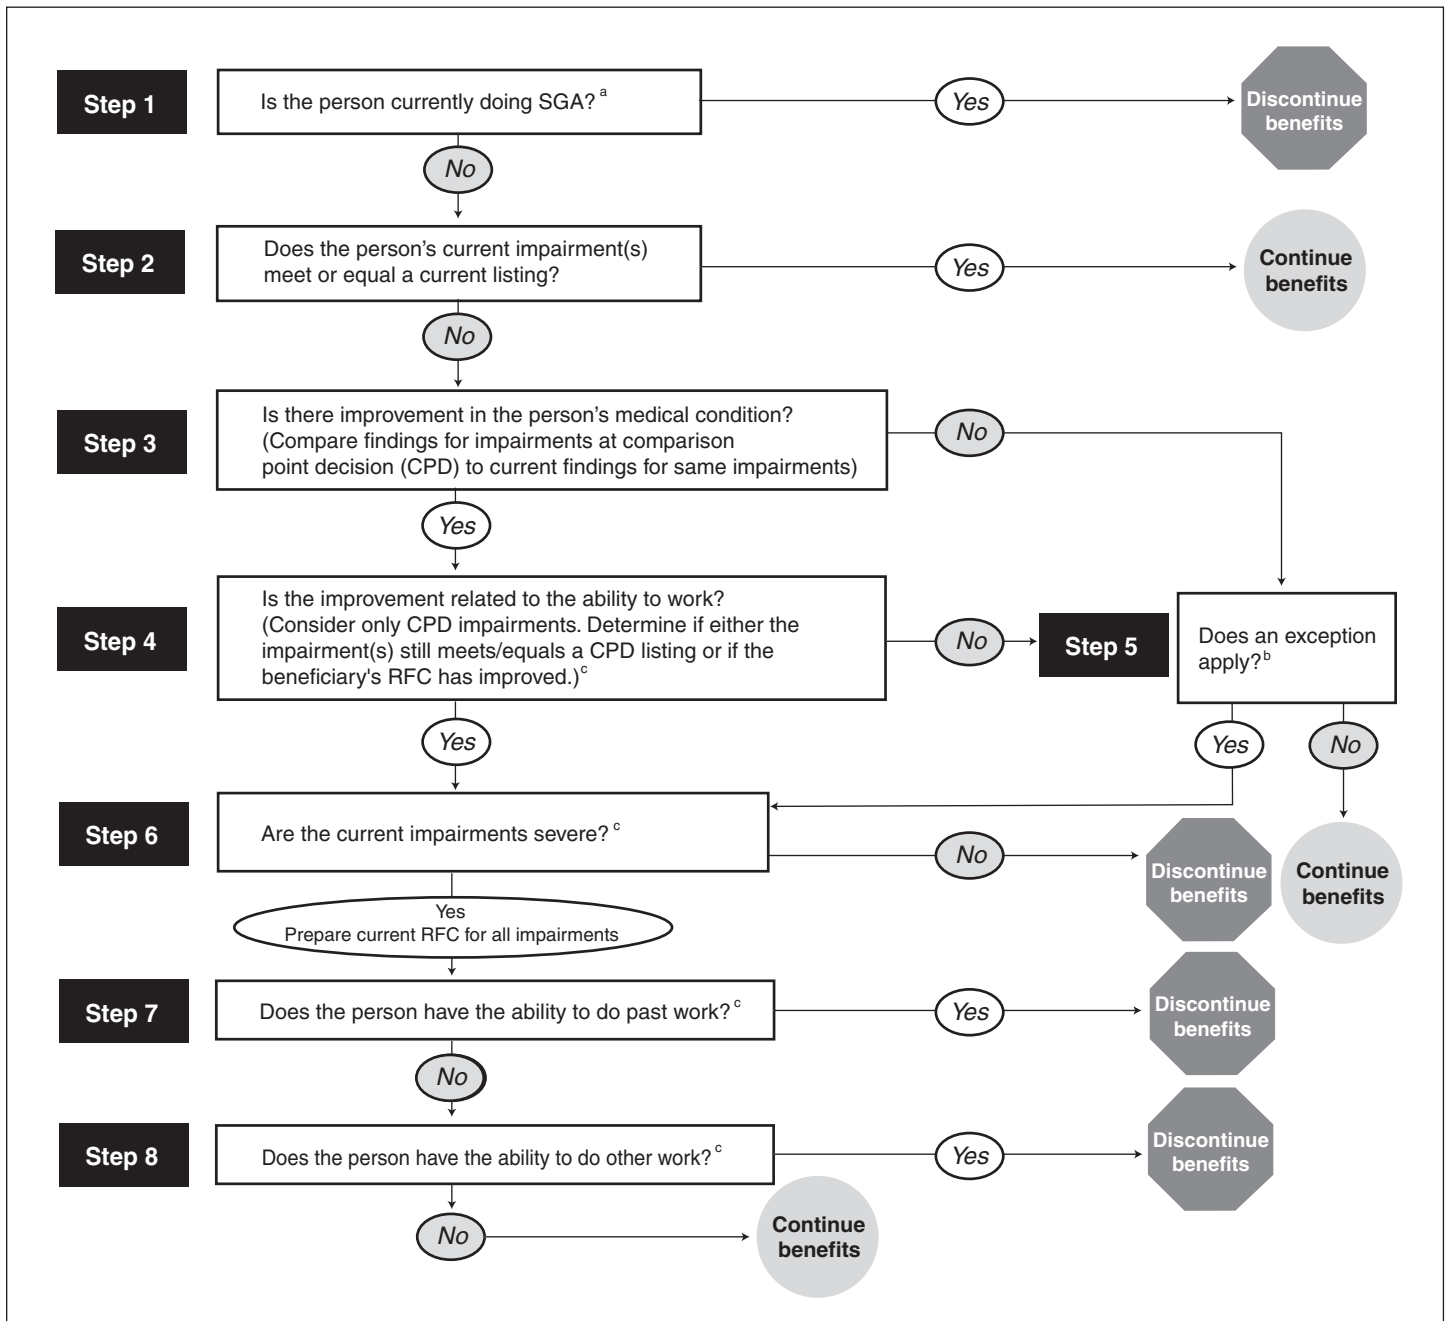 Step 1
Is the person currently doing SGA? a
Yes
Discontinue
benefits
No
Step 2
Does the person's current impairment(s)
meet or equal a current listing?
Yes
Continue
benefits
No
Step 3
Is there improvement in the person's medical condition?
(Compare findings for impairments at comparison
point decision (CPD) to current findings for same impairments)
No
Yes
Step 4
Is the improvement related to the ability to work?
(Consider only CPD impairments. Determine if either the
impairment(s) still meets/equals a CPD listing or if the
beneficiary's RFC has improved.) c
No
Step 5
Does an exception
apply? b
Yes
Yes
No
Step 6
Are the current impairments severe? c
No
Discontinue
benefits
Continue
benefits
Yes
Prepare current RFC for all impairments
Step 7
Does the person have the ability to do past work? c
Yes
Discontinue
benefits
No
Step 8
Does the person have the ability to do other work? c
Yes
Discontinue
benefits
No
Continue
benefits